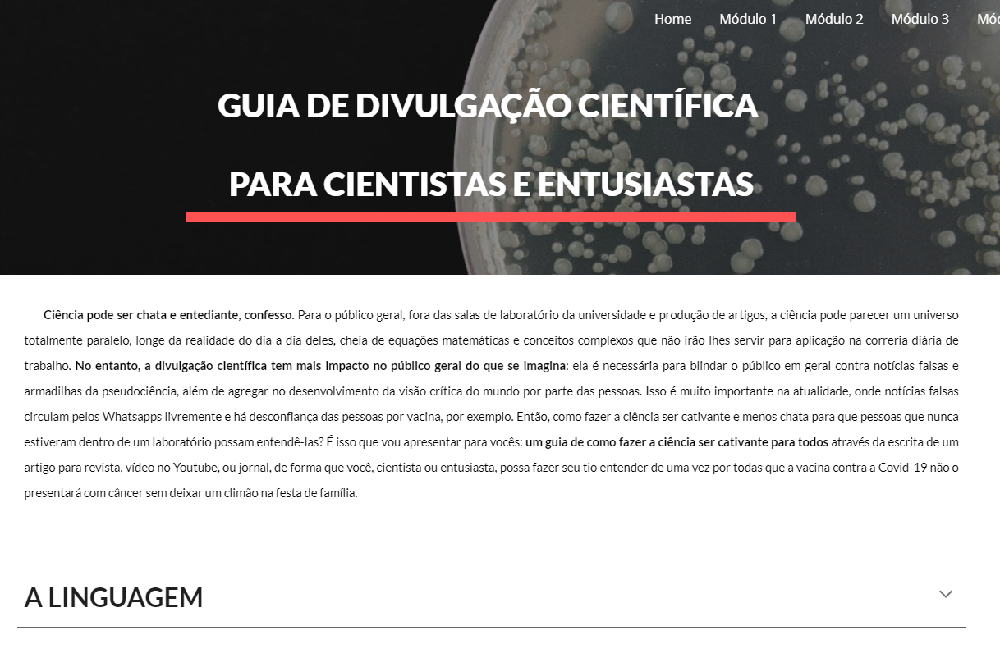 Home Módulo 1 Módulo 2 Módulo 3
GUIA DE DIVULGAÇÃO CIENTÍFICA
PARA CIENTISTAS E ENTUSIASTAS
Ciência pode ser chata e entediante, confesso. Para o público geral, fora das salas de laboratório da universidade e produção de artigos, a ciência pode parecer um universo
totalmente paralelo, longe da realidade do dia a dia deles, cheia de equações matemáticas e conceitos complexos que não irão lhes servir para aplicação na correria diária de
trabalho. No entanto, a divulgação científica tem mais impacto no público geral do que se imagina: ela é necessária para blindar o público em geral contra notícias falsas e
armadilhas da pseudociência, além de agregar no desenvolvimento da visão crítica do mundo por parte das pessoas. Isso é muito importante na atualidade, onde notícias falsas
circulam pelos Whatsapps livremente e há desconfiança das pessoas por vacina, por exemplo. Então, como fazer a ciência ser cativante e menos chata para que pessoas que nunca
estiveram dentro de um laboratório possam entendê-las? É isso que vou apresentar para vocês: um guia de como fazer a ciência ser cativante para todos através da escrita de um
artigo para revista, vídeo no Youtube, ou jornal, de forma que você, cientista ou entusiasta, possa fazer seu tio entender de uma vez por todas que a vacina contra a Covid-19 não o
presentará com câncer sem deixar um climão na festa de família.
A LINGUAGEM